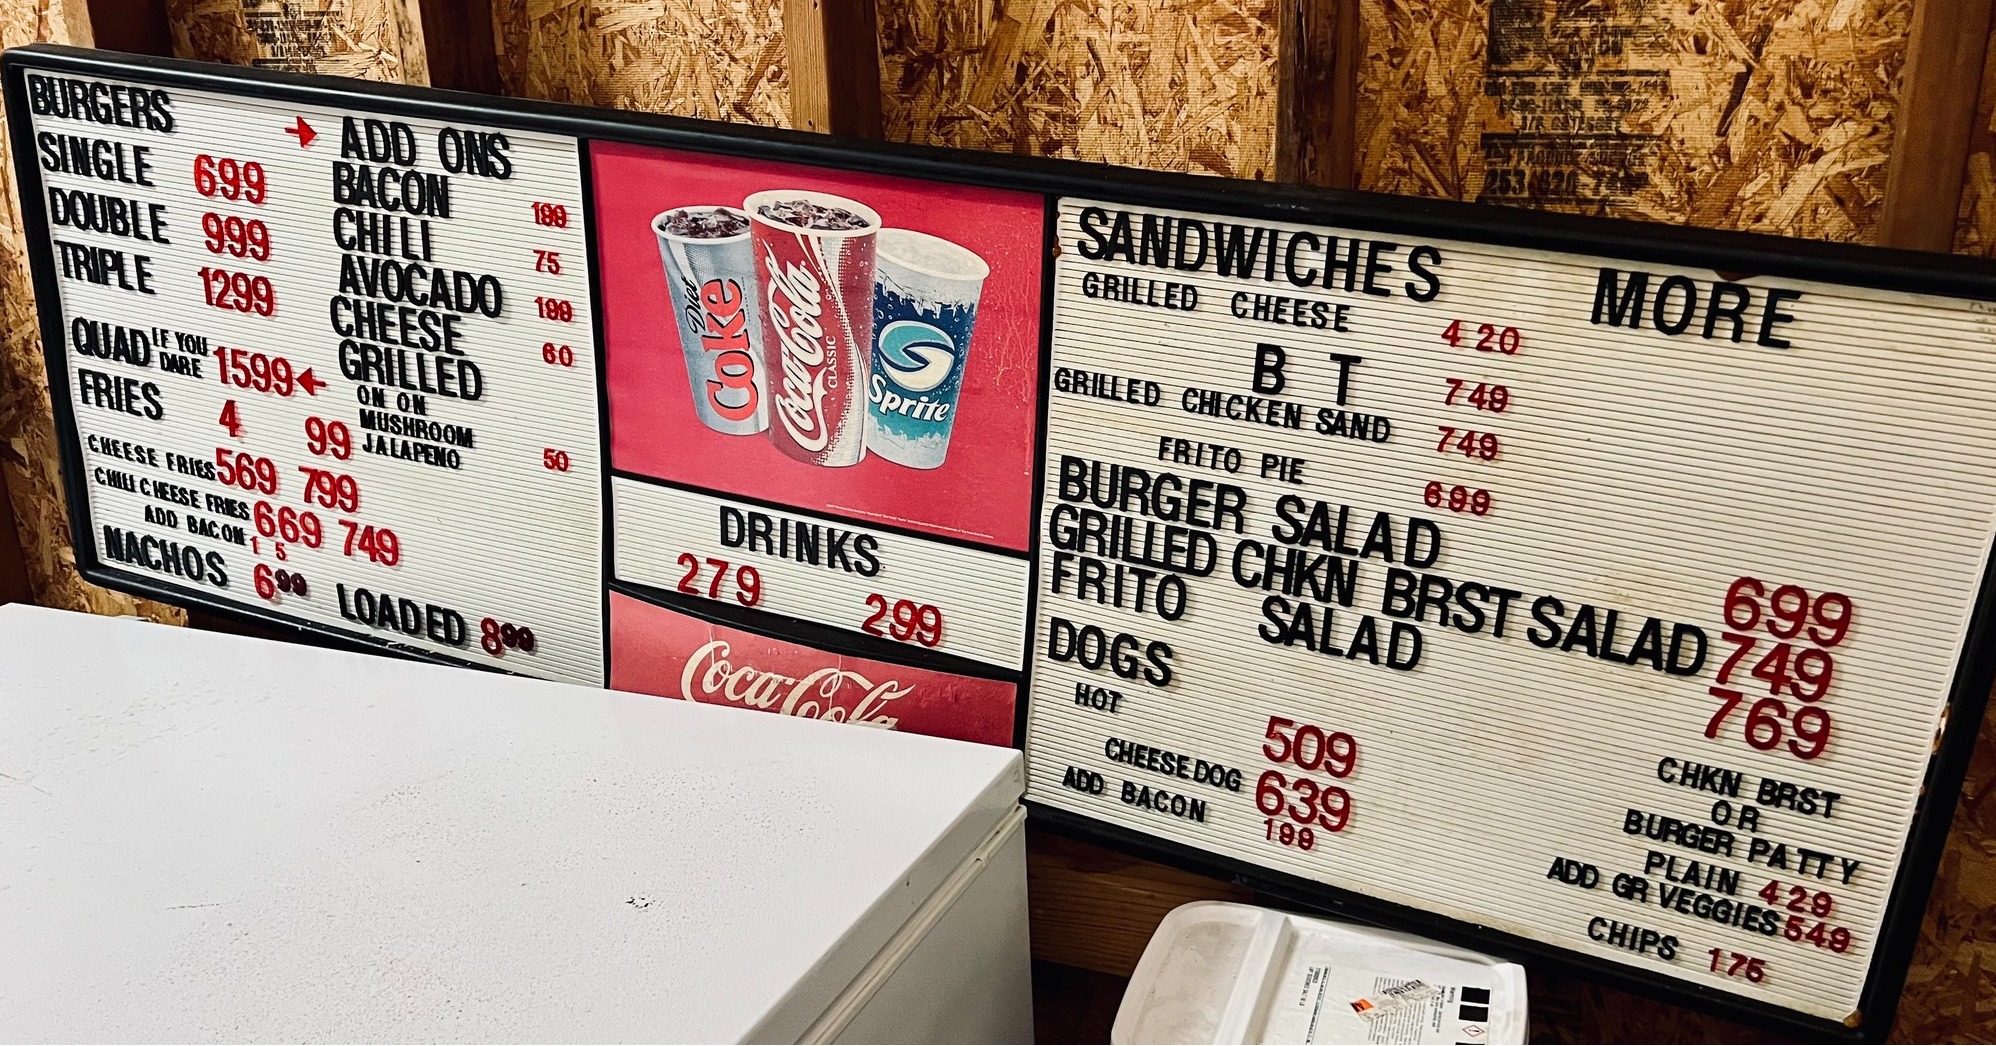 BURGERS
SINGLE 699
DOUBLE 999
TRIPLE 1299
QUAD IF YOU DARE 1599
FRIES 4 99
CHEESE FRIES 569 799
CHILI CHEESE FRIES 669 749
ADD BACON 1 5
NACHOS 699 LOADED 899
ADD ONS
BACON 199
CHILI 75
AVOCADO 199
CHEESE 60
GRILLED
ON ON
MUSHROOM
JALAPENO 50
Diet Coke
Coca-Cola
CLASSIC
Sprite
DRINKS
279 299
Coca-Cola
SANDWICHES
GRILLED CHEESE 420
B T 749
GRILLED CHICKEN SAND 749
FRITO PIE 699
MORE
BURGER SALAD 699
GRILLED CHKN BRST SALAD 749
FRITO SALAD 769
DOGS
HOT 509
CHEESE DOG 639
ADD BACON 199
CHKN BRST
OR
BURGER PATTY
PLAIN 429
ADD GR VEGGIES 549
CHIPS 175